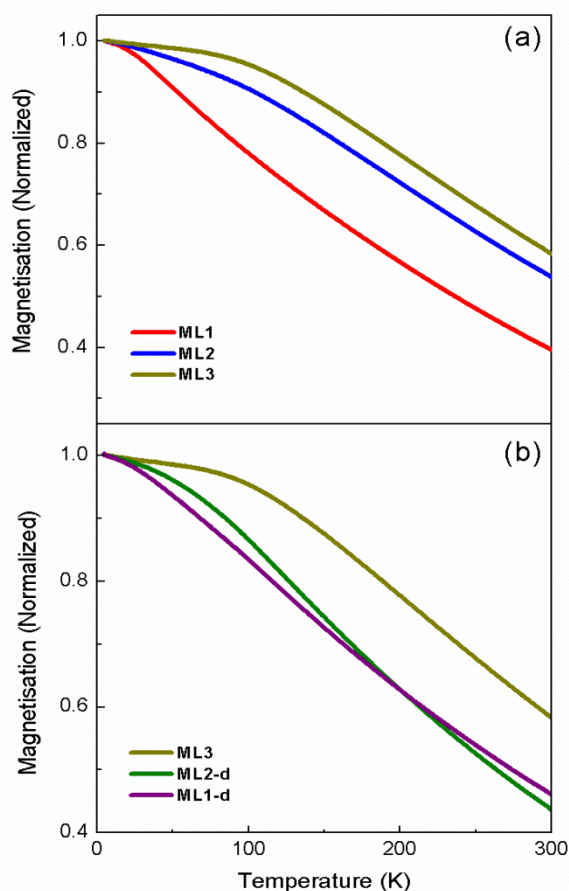 (a)
Magnetisation (Normalized)
1.0
0.8
0.6
0.4
ML1
ML2
ML3
(b)
Magnetisation (Normalized)
1.0
0.8
0.6
0.4
ML3
ML2-d
ML1-d
0
100
200
300
Temperature (K)